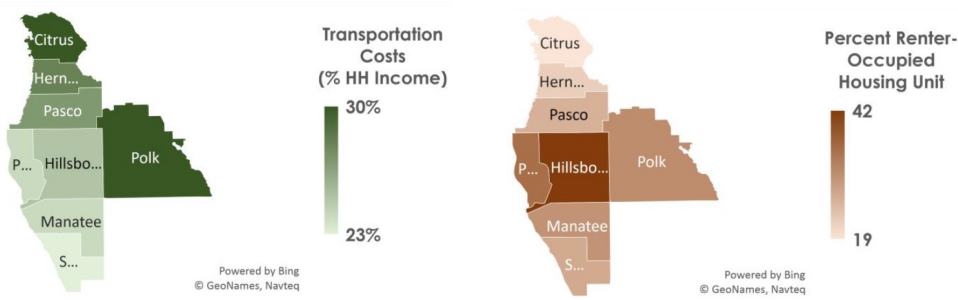 Transportation
Costs
(% HH Income)
30%
23%
Citrus
Hern...
Pasco
P...
Hillsbo...
Polk
Manatee
S...
Powered by Bing
© GeoNames, Navteq
Percent Renter-
Occupied
Housing Unit
42
19
Citrus
Hern...
Pasco
P...
Hillsbo...
Polk
Manatee
S...
Powered by Bing
© GeoNames, Navteq